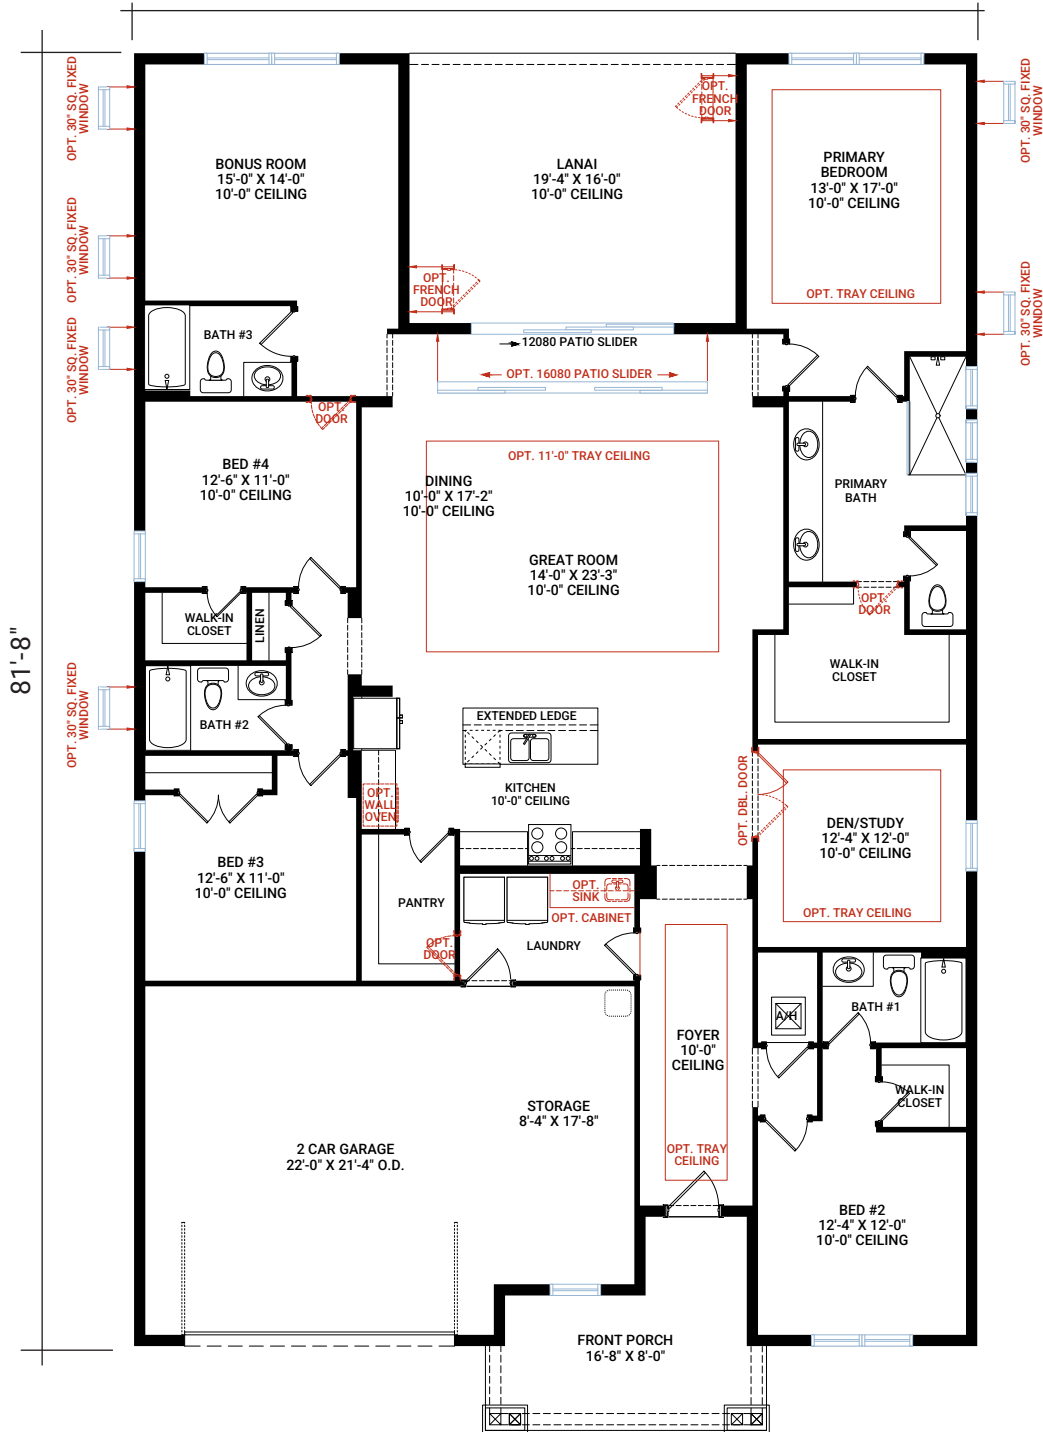 OPT. 30" SQ. FIXED
WINDOW
OPT. 30" SQ. FIXED
WINDOW
OPT. 30" SQ. FIXED
WINDOW
OPT. 30" SQ. FIXED
WINDOW
81'-8"
OPT. 30" SQ. FIXED
WINDOW
OPT. 30" SQ. FIXED
WINDOW
BONUS ROOM
15'-0" X 14'-0"
10'-0" CEILING
LANAI
19'-4" X 16'-0"
10'-0" CEILING
OPT.
FRENCH
DOOR
PRIMARY
BEDROOM
13'-0" X 17'-0"
10'-0" CEILING
OPT. TRAY CEILING
OPT.
FRENCH
DOOR
BATH #3
12080 PATIO SLIDER
OPT. 16080 PATIO SLIDER
OPT.
DOOR
BED #4
12'-6" X 11'-0"
10'-0" CEILING
OPT. 11'-0" TRAY CEILING
DINING
10'-0" X 17'-2"
10'-0" CEILING
PRIMARY
BATH
GREAT ROOM
14'-0" X 23'-3"
10'-0" CEILING
OPT.
DOOR
WALK-IN
CLOSET
LINEN
WALK-IN
CLOSET
BATH #2
EXTENDED LEDGE
KITCHEN
10'-0" CEILING
OPT.
WALL
OVEN
OPT. DBL. DOOR
DEN/STUDY
12'-4" X 12'-0"
10'-0" CEILING
OPT. TRAY CEILING
BED #3
12'-6" X 11'-0"
10'-0" CEILING
PANTRY
OPT.
SINK
OPT. CABINET
LAUNDRY
OPT.
DOOR
A/H
BATH #1
FOYER
10'-0"
CEILING
WALK-IN
CLOSET
STORAGE
8'-4" X 17'-8"
OPT. TRAY
CEILING
2 CAR GARAGE
22'-0" X 21'-4" O.D.
BED #2
12'-4" X 12'-0"
10'-0" CEILING
FRONT PORCH
16'-8" X 8'-0"